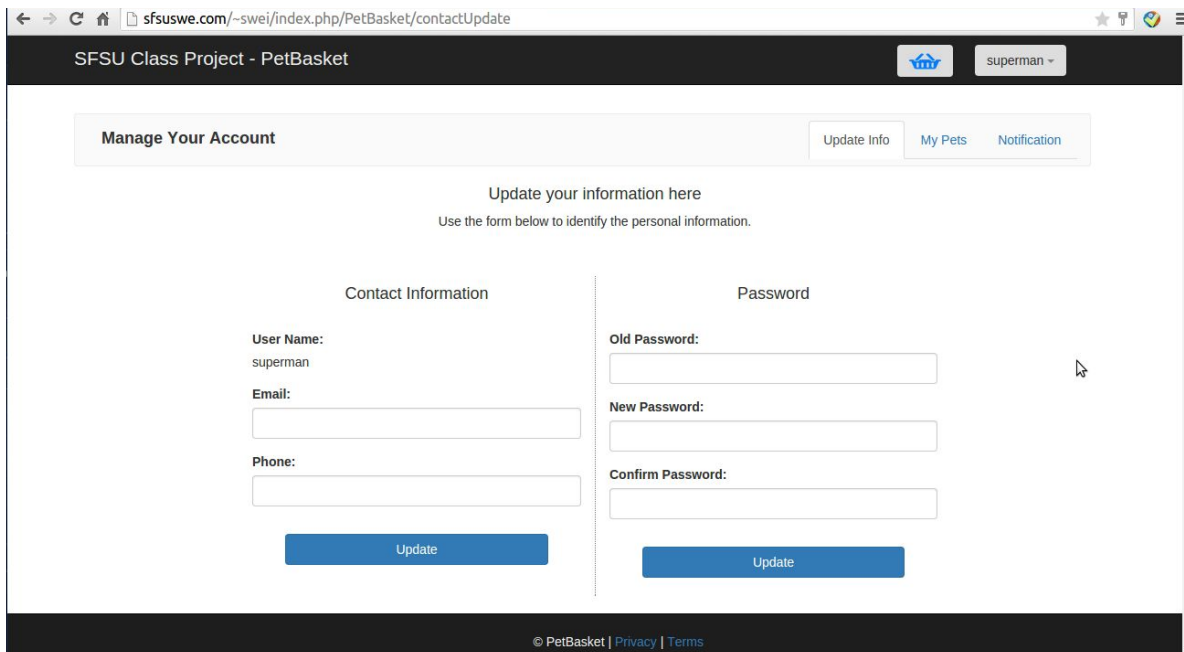 sfsuswe.com/~swei/index.php/PetBasket/contactUpdate
SFSU Class Project - PetBasket
superman
Manage Your Account
Update Info
My Pets
Notification
Update your information here
Use the form below to identify the personal information.
Contact Information
User Name:
superman
Email:
Phone:
Update
Password
Old Password:
New Password:
Confirm Password:
Update
© PetBasket | Privacy | Terms